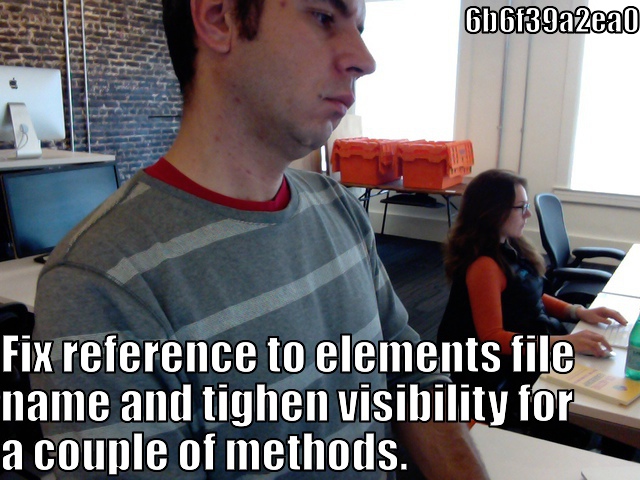 6b6f39a2ea0
Fix reference to elements file
name and tighen visibility for
a couple of methods.